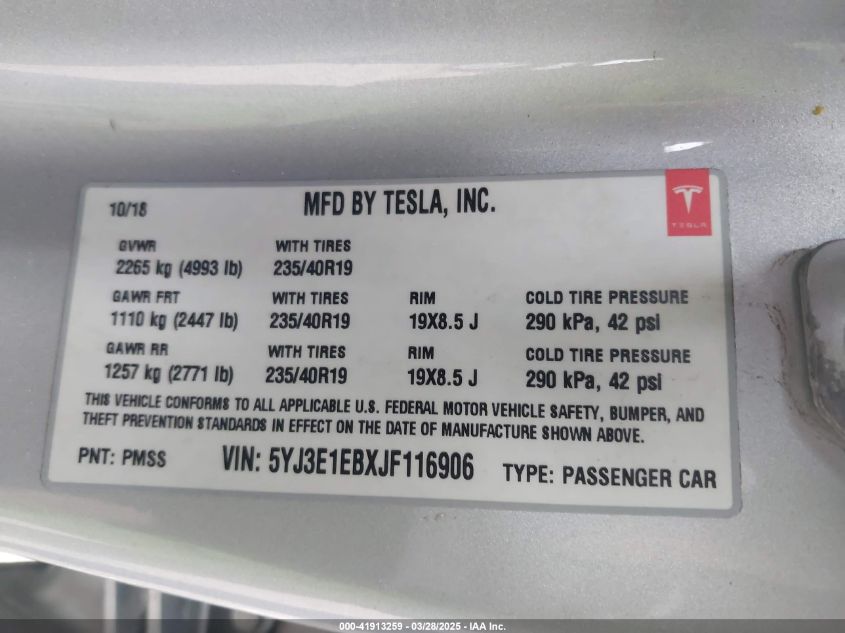 10/18 MFD BY TESLA, INC.
TESLA
GVWR WITH TIRES
2265 kg (4993 lb) 235/40R19
GAWR FRT WITH TIRES RIM COLD TIRE PRESSURE
1110 kg (2447 lb) 235/40R19 19X8.5 J 290 kPa, 42 psi
GAWR RR WITH TIRES RIM COLD TIRE PRESSURE
1257 kg (2771 lb) 235/40R19 19X8.5 J 290 kPa, 42 psi
THIS VEHICLE CONFORMS TO ALL APPLICABLE U.S. FEDERAL MOTOR VEHICLE SAFETY, BUMPER, AND
THEFT PREVENTION STANDARDS IN EFFECT ON THE DATE OF MANUFACTURE SHOWN ABOVE.
PNT: PMSS VIN: 5YJ3E1EBXJF116906 TYPE: PASSENGER CAR
000-41913259 - 03/28/2025 - IAA Inc.